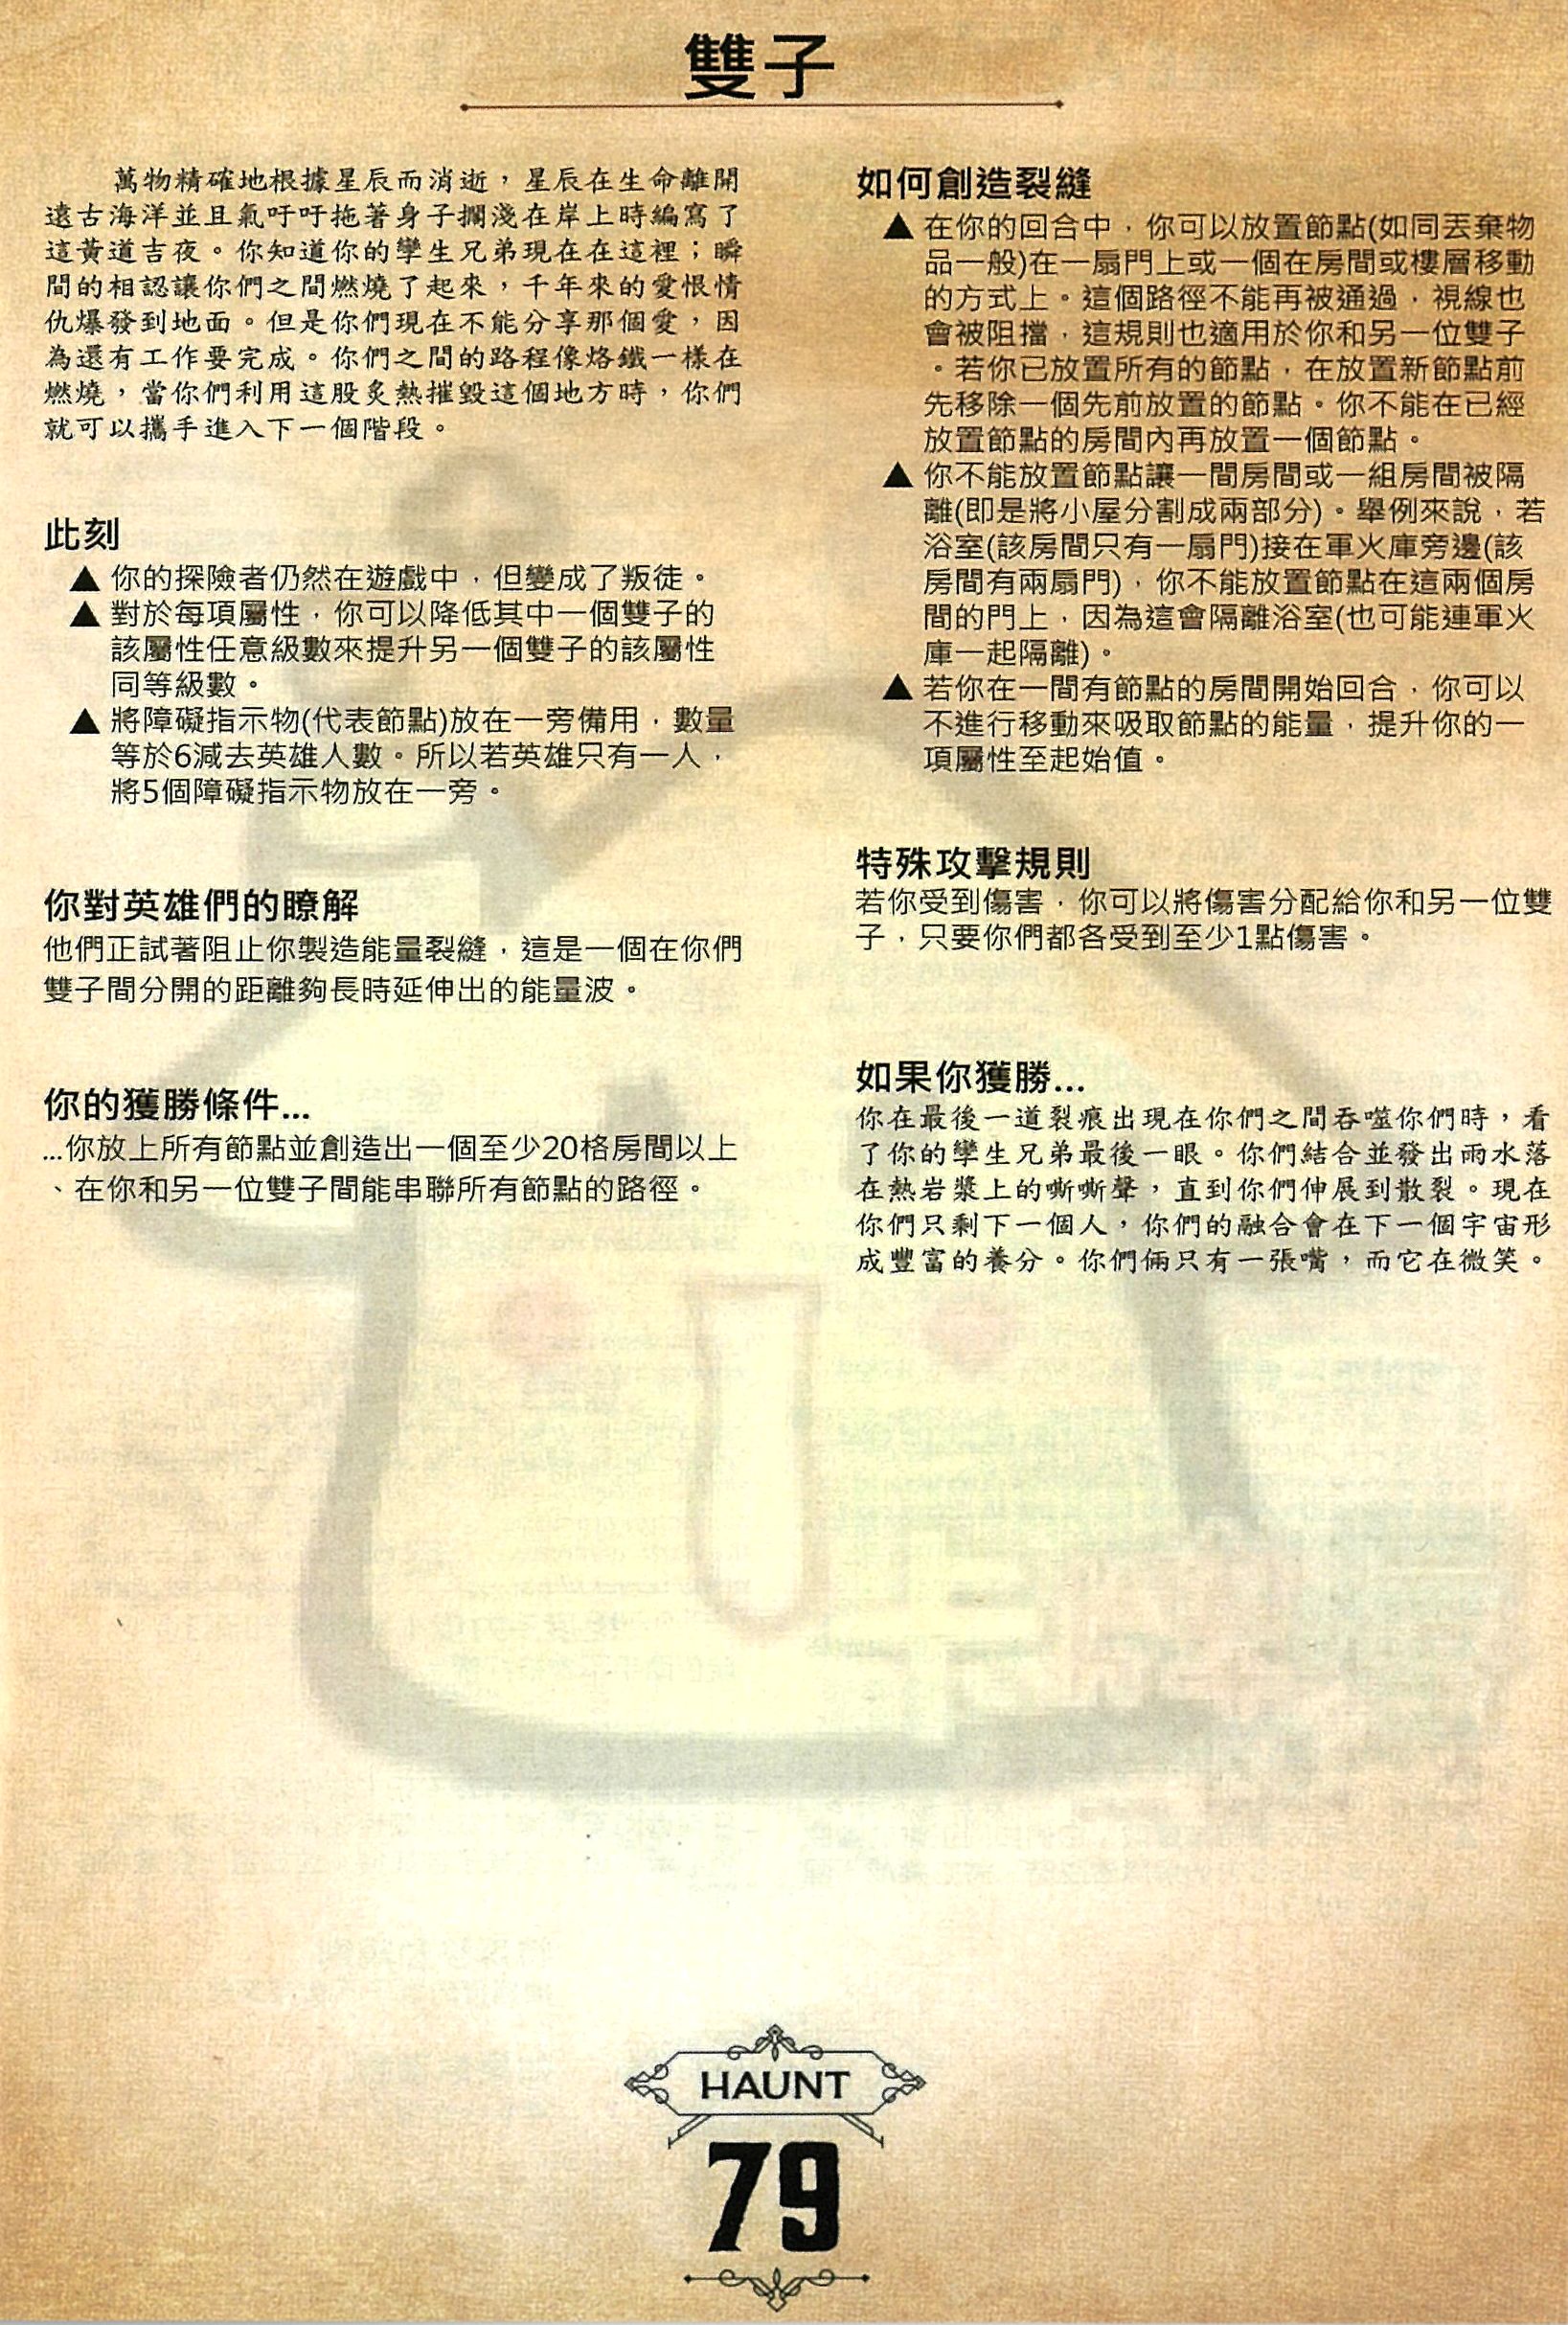 雙子
萬物精確地根據星辰而消逝，星辰在生命離開
遠古海洋並且氣吁吁拖著身子擱淺在岸上時編寫了
這黃道吉夜。你知道你的孿生兄弟現在在這裡；瞬
間的相認讓你們之間燃燒了起來，千年來的愛恨情
仇爆發到地面。但是你們現在不能分享那個愛，因
為還有工作要完成。你們之間的路程像烙鐵一樣在
燃燒，當你們利用這股炙熱摧毀這個地方時，你們
就可以攜手進入下一個階段。
此刻
▲ 你的探險者仍然在遊戲中，但變成了叛徒。
▲ 對於每項屬性，你可以降低其中一個雙子的
該屬性任意級數來提升另一個雙子的該屬性
同等級數。
▲ 將障礙指示物(代表節點)放在一旁備用，數量
等於6減去英雄人數。所以若英雄只有一人，
將5個障礙指示物放在一旁。
你對英雄們的瞭解
他們正試著阻止你製造能量裂縫，這是一個在你們
雙子間分開的距離夠長時延伸出的能量波。
你的獲勝條件...
...你放上所有節點並創造出一個至少20格房間以上
、在你和另一位雙子間能串聯所有節點的路徑。
如何創造裂縫
▲ 在你的回合中，你可以放置節點(如同丟棄物
品一般)在一扇門上或一個在房間或樓層移動
的方式上。這個路徑不能再被通過，視線也
會被阻擋，這規則也適用於你和另一位雙子
。若你已放置所有的節點，在放置新節點前
先移除一個先前放置的節點。你不能在已經
放置節點的房間內再放置一個節點。
▲ 你不能放置節點讓一間房間或一組房間被隔
離(即是將小屋分割成兩部分)。舉例來說，若
浴室(該房間只有一扇門)接在軍火庫旁邊(該
房間有兩扇門)，你不能放置節點在這兩個房
間的門上，因為這會隔離浴室(也可能連軍火
庫一起隔離)。
▲ 若你在一間有節點的房間開始回合，你可以
不進行移動來吸取節點的能量，提升你的一
項屬性至起始值。
特殊攻擊規則
若你受到傷害，你可以將傷害分配給你和另一位雙
子，只要你們都各受到至少1點傷害。
如果你獲勝...
你在最後一道裂痕出現在你們之間吞噬你們時，看
了你的孿生兄弟最後一眼。你們結合並發出雨水落
在熱岩漿上的嘶嘶聲，直到你們伸展到散裂。現在
你們只剩下一個人，你們的融合會在下一個宇宙形
成豐富的養分。你們倆只有一張嘴，而它在微笑。
HAUNT
79